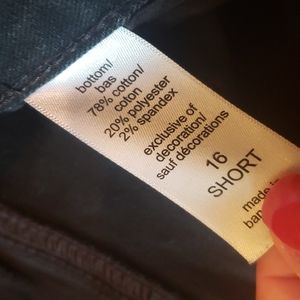 bottom/
bas
78% cotton/
coton
20% polyester
2% spandex
exclusive of
decoration/
sauf décorations
16
SHORT
made